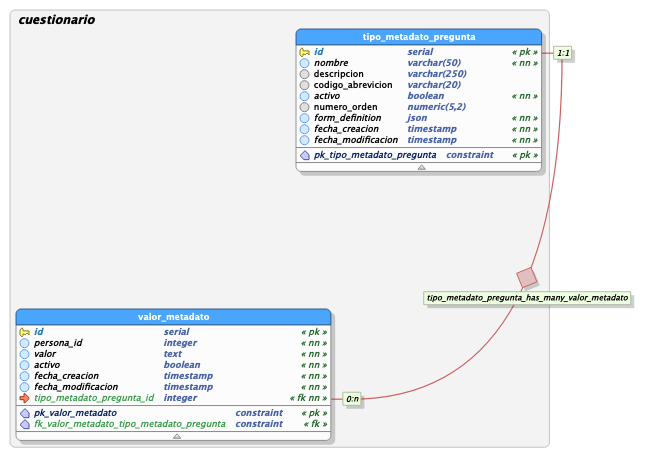 cuestionario
tipo_metadato_pregunta
id serial « pk »
nombre varchar(50) « nn »
descripcion varchar(250)
codigo_abrevicion varchar(20)
activo boolean « nn »
numero_orden numeric(5,2)
form_definition json « nn »
fecha_creacion timestamp « nn »
fecha_modificacion timestamp « nn »
pk_tipo_metadato_pregunta constraint « pk »
1:1
tipo_metadato_pregunta_has_many_valor_metadato
valor_metadato
id serial « pk »
persona_id integer « nn »
valor text « nn »
activo boolean « nn »
fecha_creacion timestamp « nn »
fecha_modificacion timestamp « nn »
tipo_metadato_pregunta_id integer « fk nn »
0:n
pk_valor_metadato constraint « pk »
fk_valor_metadato_tipo_metadato_pregunta constraint « fk »